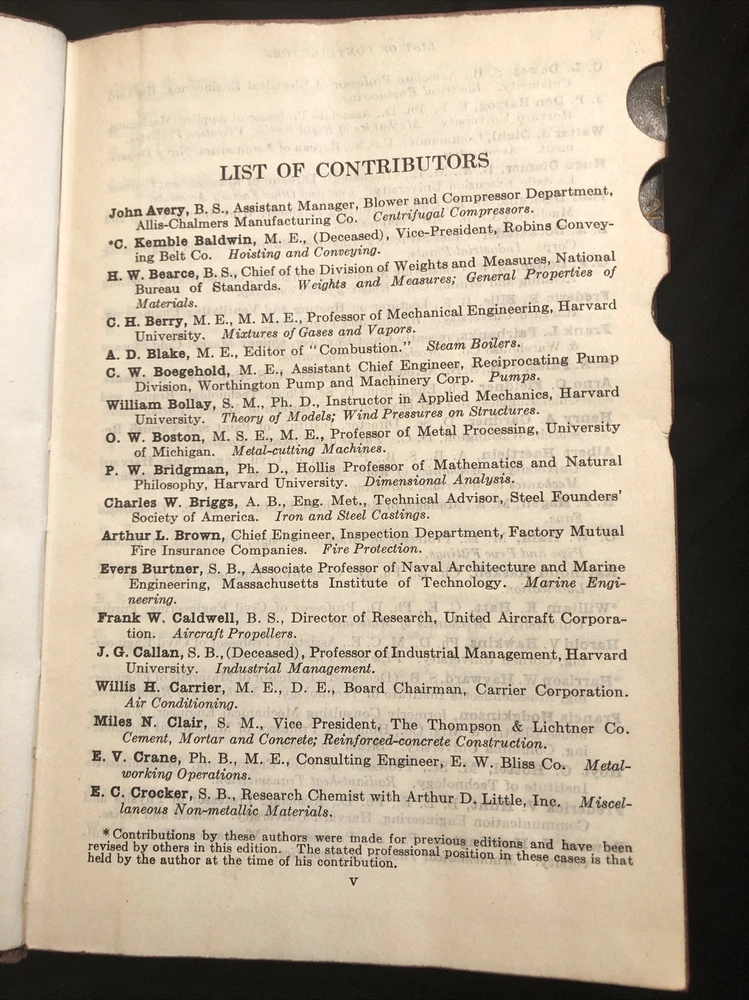 LIST OF CONTRIBUTORS
John Avery, B. S., Assistant Manager, Blower and Compressor Department,
Allis-Chalmers Manufacturing Co. Centrifugal Compressors.
*C. Kemble Baldwin, M. E., (Deceased), Vice-President, Robins Convey-
ing Belt Co. Hoisting and Conveying.
H. W. Bearce, B. S., Chief of the Division of Weights and Measures, National
Bureau of Standards. Weights and Measures; General Properties of
Materials.
C. H. Berry, M. E., M. M. E., Professor of Mechanical Engineering, Harvard
University. Mixtures of Gases and Vapors.
A. D. Blake, M. E., Editor of "Combustion." Steam Boilers.
C. W. Boegehold, M. E., Assistant Chief Engineer, Reciprocating Pump
Division, Worthington Pump and Machinery Corp. Pumps.
William Bollay, S. M., Ph. D., Instructor in Applied Mechanics, Harvard
University. Theory of Models; Wind Pressures on Structures.
O. W. Boston, M. S. E., M. E., Professor of Metal Processing, University
of Michigan. Metal-cutting Machines.
P. W. Bridgman, Ph. D., Hollis Professor of Mathematics and Natural
Philosophy, Harvard University. Dimensional Analysis.
Charles W. Briggs, A. B., Eng. Met., Technical Advisor, Steel Founders'
Society of America. Iron and Steel Castings.
Arthur L. Brown, Chief Engineer, Inspection Department, Factory Mutual
Fire Insurance Companies. Fire Protection.
Evers Burtner, S. B., Associate Professor of Naval Architecture and Marine
Engineering, Massachusetts Institute of Technology. Marine Engi-
neering.
Frank W. Caldwell, B. S., Director of Research, United Aircraft Corpora-
tion. Aircraft Propellers.
J. G. Callan, S. B., (Deceased), Professor of Industrial Management, Harvard
University. Industrial Management.
Willis H. Carrier, M. E., D. E., Board Chairman, Carrier Corporation.
Air Conditioning.
Miles N. Clair, S. M., Vice President, The Thompson & Lichtner Co.
Cement, Mortar and Concrete; Reinforced-concrete Construction.
E. V. Crane, Ph. B., M. E., Consulting Engineer, E. W. Bliss Co. Metal-
working Operations.
E. C. Crocker, S. B., Research Chemist with Arthur D. Little, Inc. Miscel-
laneous Non-metallic Materials.
* Contributions by these authors were made for previous editions and have been
revised by others in this edition. The stated professional position in these cases is that
held by the author at the time of his contribution.
V